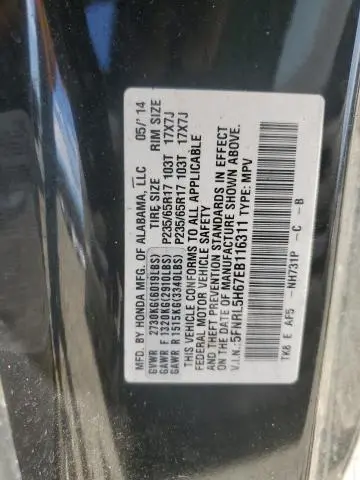 MFD. BY HONDA MFG. OF ALABAMA, LLC 05/'14
TIRE SIZE RIM SIZE
GVWR 2730KG(6019LBS)
GAWR F 1320KG(2910LBS) P235/65R17 103T 17X7J
GAWR R 1515KG(3340LBS) P235/65R17 103T 17X7J
THIS VEHICLE CONFORMS TO ALL APPLICABLE
FEDERAL MOTOR VEHICLE SAFETY
AND THEFT PREVENTION STANDARDS IN EFFECT
ON THE DATE OF MANUFACTURE SHOWN ABOVE.
V.I.N.:5FNRL5H67EB116311 TYPE: MPV
TK8 E AF5 -NH731P -C -B